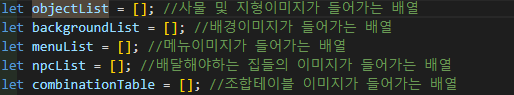 let objectList = []; //사물 및 지형이미지가 들어가는 배열
let backgroundList = []; //배경이미지가 들어가는 배열
let menuList = []; //메뉴이미지가 들어가는 배열
let npcList = []; //배달해야하는 집들의 이미지가 들어가는 배열
let combinationTable = []; //조합테이블 이미지가 들어가는 배열